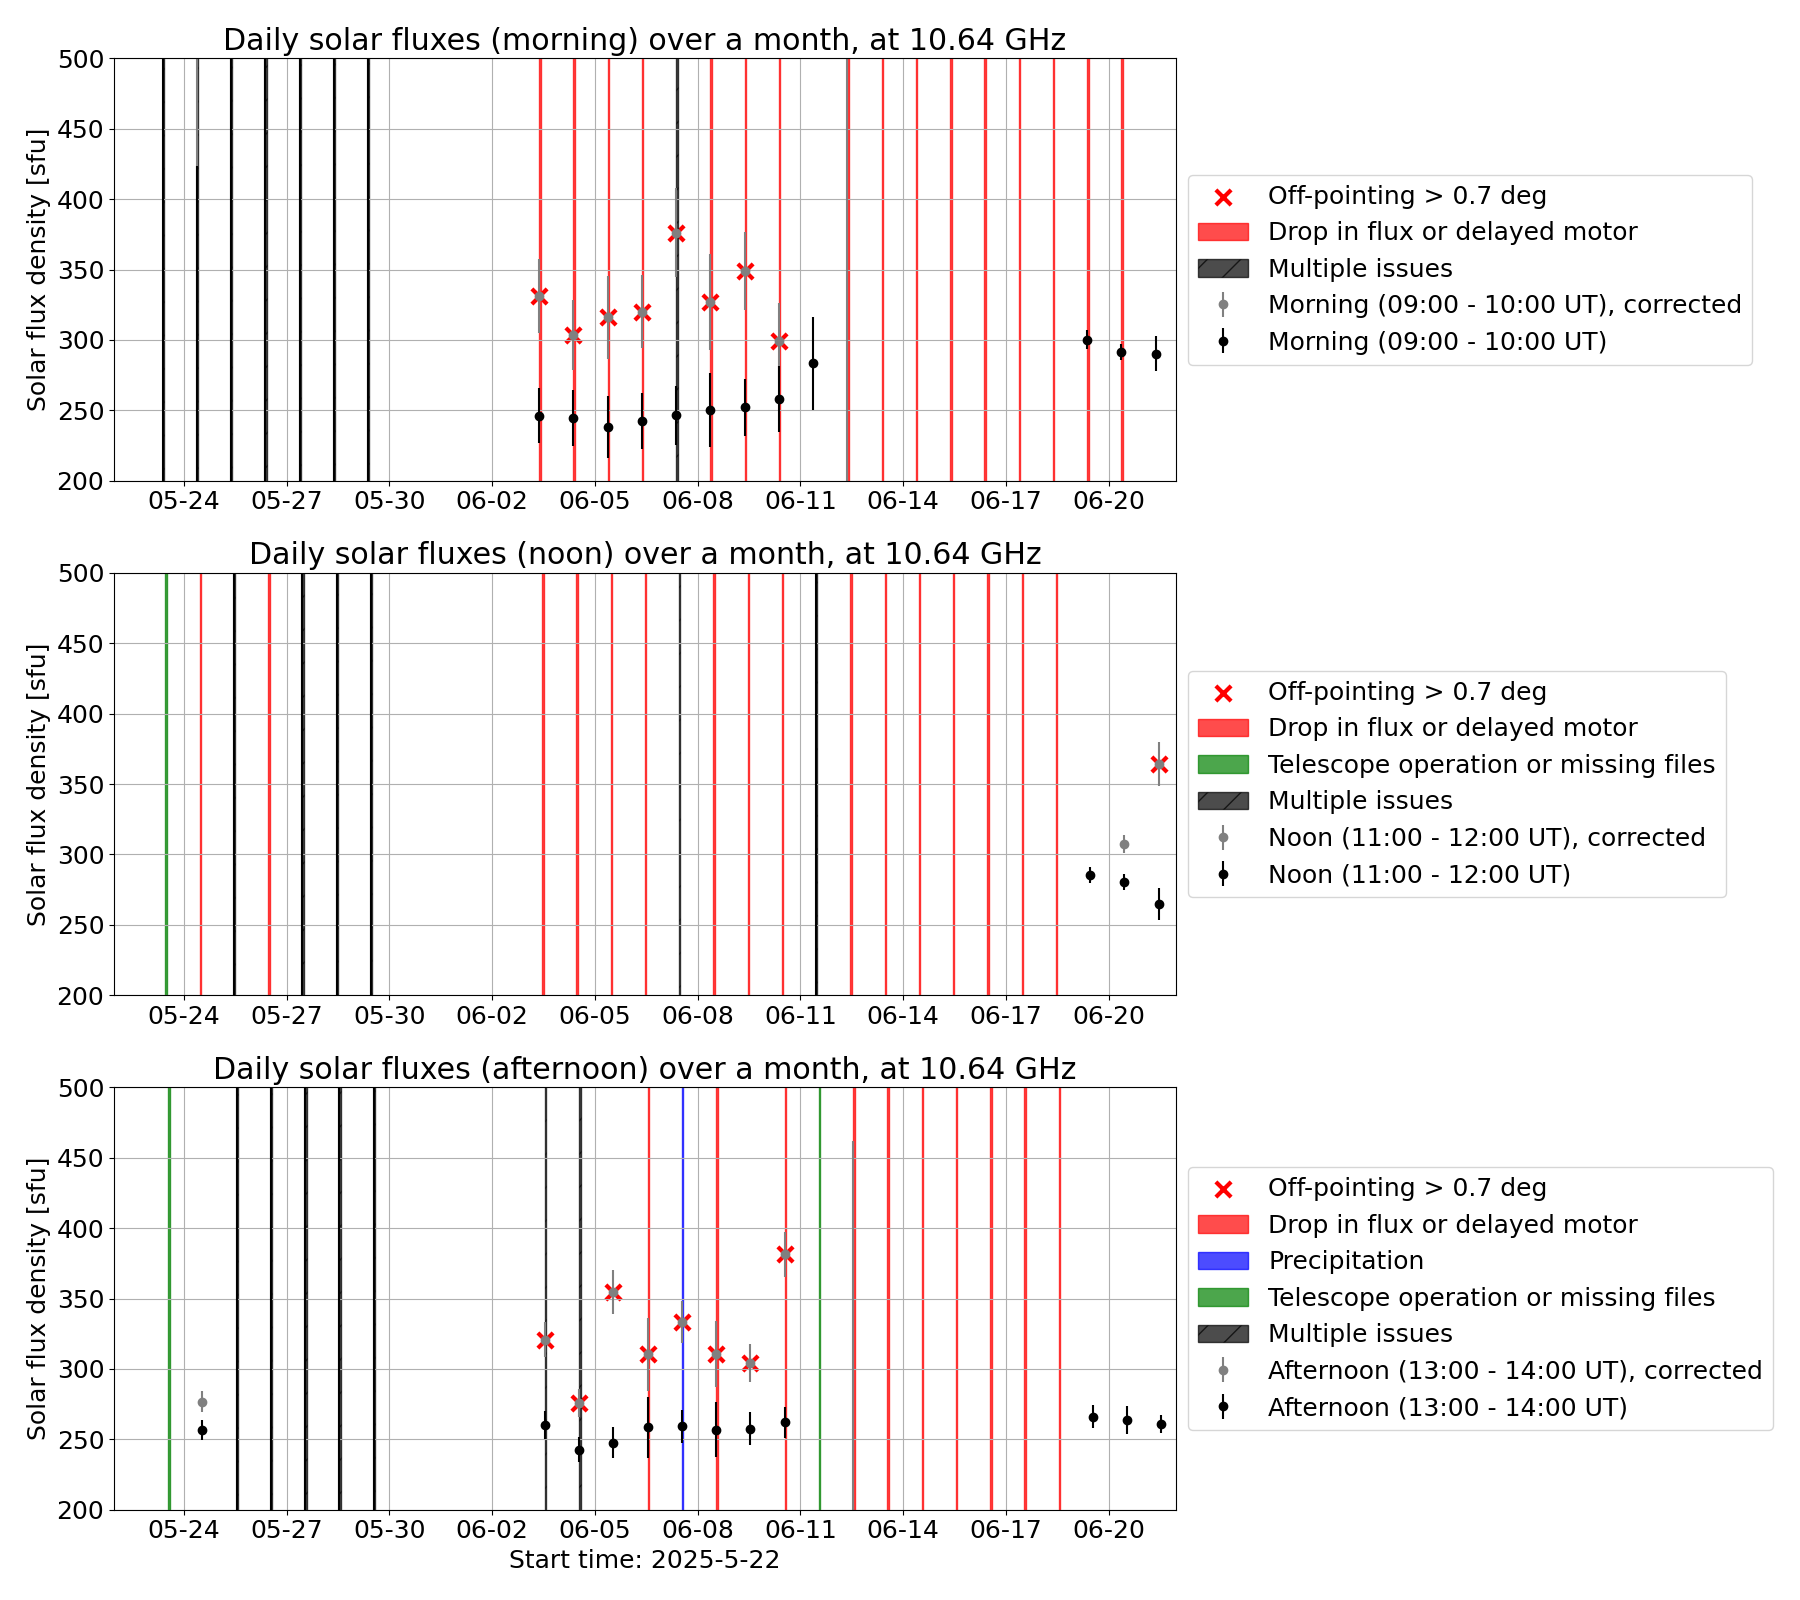 Daily solar fluxes (morning) over a month, at 10.64 GHz
Solar flux density [sfu]
500
450
400
350
300
250
200
05-24 05-27 05-30 06-02 06-05 06-08 06-11 06-14 06-17 06-20
Off-pointing > 0.7 deg
Drop in flux or delayed motor
Multiple issues
Morning (09:00 - 10:00 UT), corrected
Morning (09:00 - 10:00 UT)
Daily solar fluxes (noon) over a month, at 10.64 GHz
Solar flux density [sfu]
500
450
400
350
300
250
200
05-24 05-27 05-30 06-02 06-05 06-08 06-11 06-14 06-17 06-20
Off-pointing > 0.7 deg
Drop in flux or delayed motor
Telescope operation or missing files
Multiple issues
Noon (11:00 - 12:00 UT), corrected
Noon (11:00 - 12:00 UT)
Daily solar fluxes (afternoon) over a month, at 10.64 GHz
Solar flux density [sfu]
500
450
400
350
300
250
200
05-24 05-27 05-30 06-02 06-05 06-08 06-11 06-14 06-17 06-20
Start time: 2025-5-22
Off-pointing > 0.7 deg
Drop in flux or delayed motor
Precipitation
Telescope operation or missing files
Multiple issues
Afternoon (13:00 - 14:00 UT), corrected
Afternoon (13:00 - 14:00 UT)